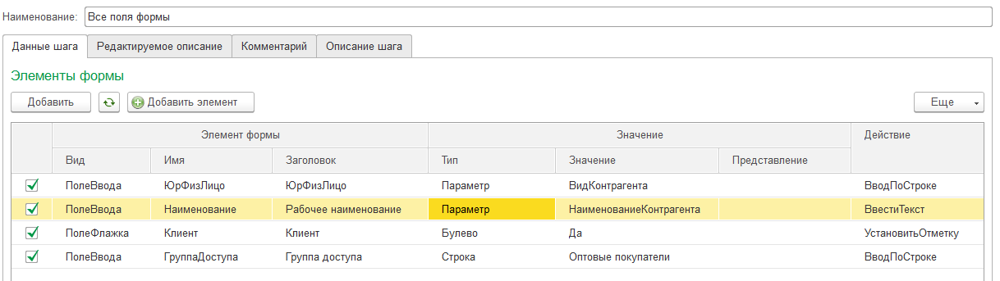 Наименование: Все поля формы
Данные шага Редактируемое описание Комментарий Описание шага
Элементы формы
Добавить Добавить элемент Еще
Элемент формы Значение Действие
Вид Имя Заголовок Тип Значение Представление
ПолеВвода ЮрФизЛицо ЮрФизЛицо Параметр ВидКонтрагента ВводПоСтроке
ПолеВвода Наименование Рабочее наименование Параметр НаименованиеКонтрагента ВвестиТекст
ПолеФлажка Клиент Клиент Булево Да УстановитьОтметку
ПолеВвода ГруппаДоступа Группа доступа Строка Оптовые покупатели ВводПоСтроке